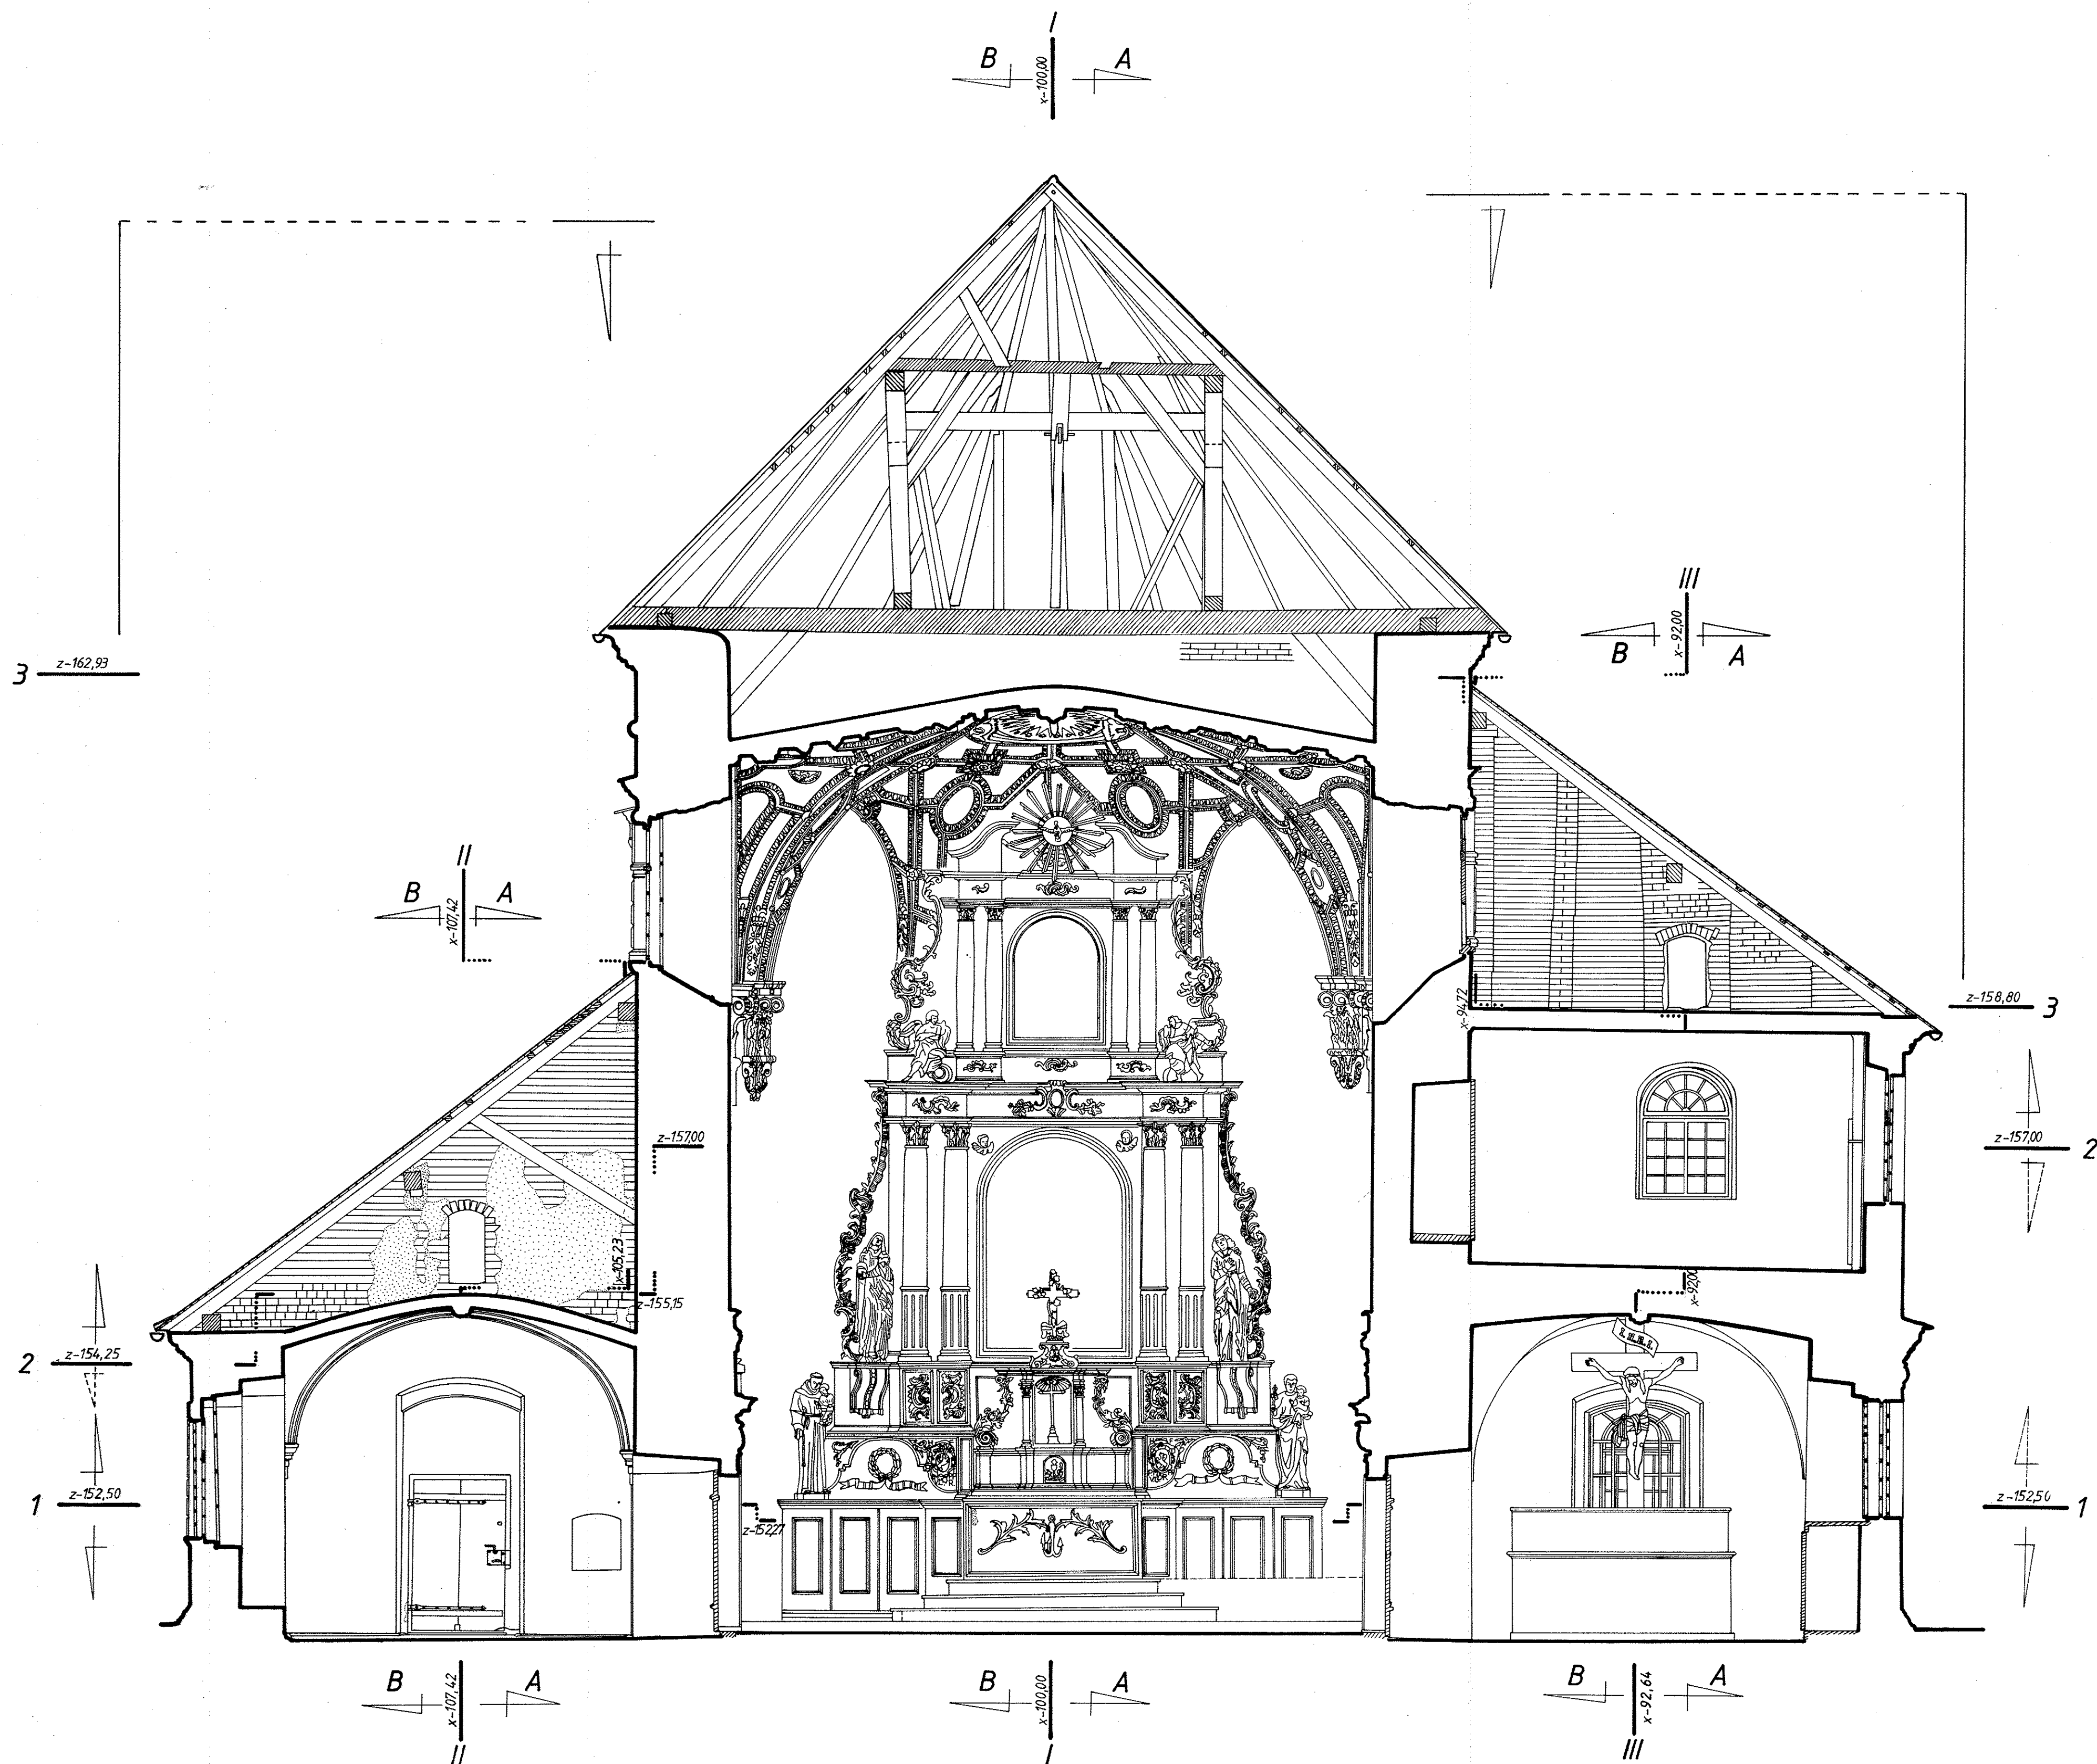 I
B A
x-100,00
III
x-92,00
B A
3 z-162,93
II
B A
x-107,42
x-94,72
z-158,80 3
z-157,00
z-157,00 2
x-105,23
z-155,15
x-92,00
I. N. R. I.
2 z-154,25
1 z-152,50
z-152,50 1
z-152,27
B A
x-107,42
II
B A
x-100,00
I
B A
x-92,64
III